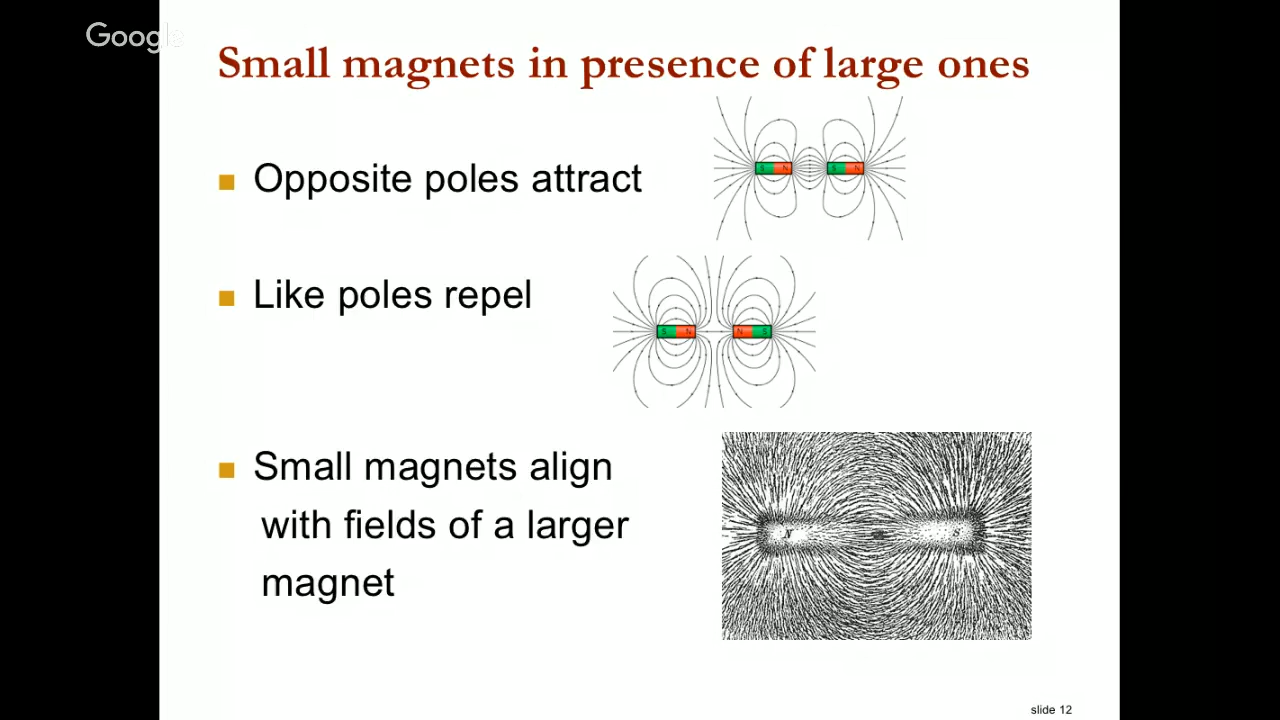 Google
Small magnets in presence of large ones
Opposite poles attract
S N S N
Like poles repel
S N N S
Small magnets align
with fields of a larger
magnet
N S
slide 12